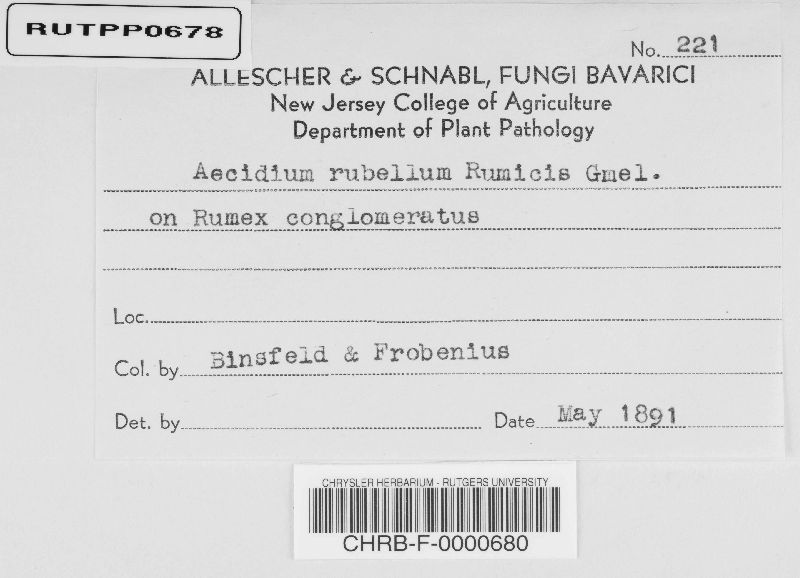 RUTPP0678
No. 221
ALLESCHER & SCHNABL, FUNGI BAVARICI
New Jersey College of Agriculture
Department of Plant Pathology
Aecidium rubellum Rumicis Gmel.
on Rumex conglomeratus
Loc.
Col. by Binsfeld & Frobenius
Det. by Date May 1891
CHRYSLER HERBARIUM - RUTGERS UNIVERSITY
CHRB-F-0000680